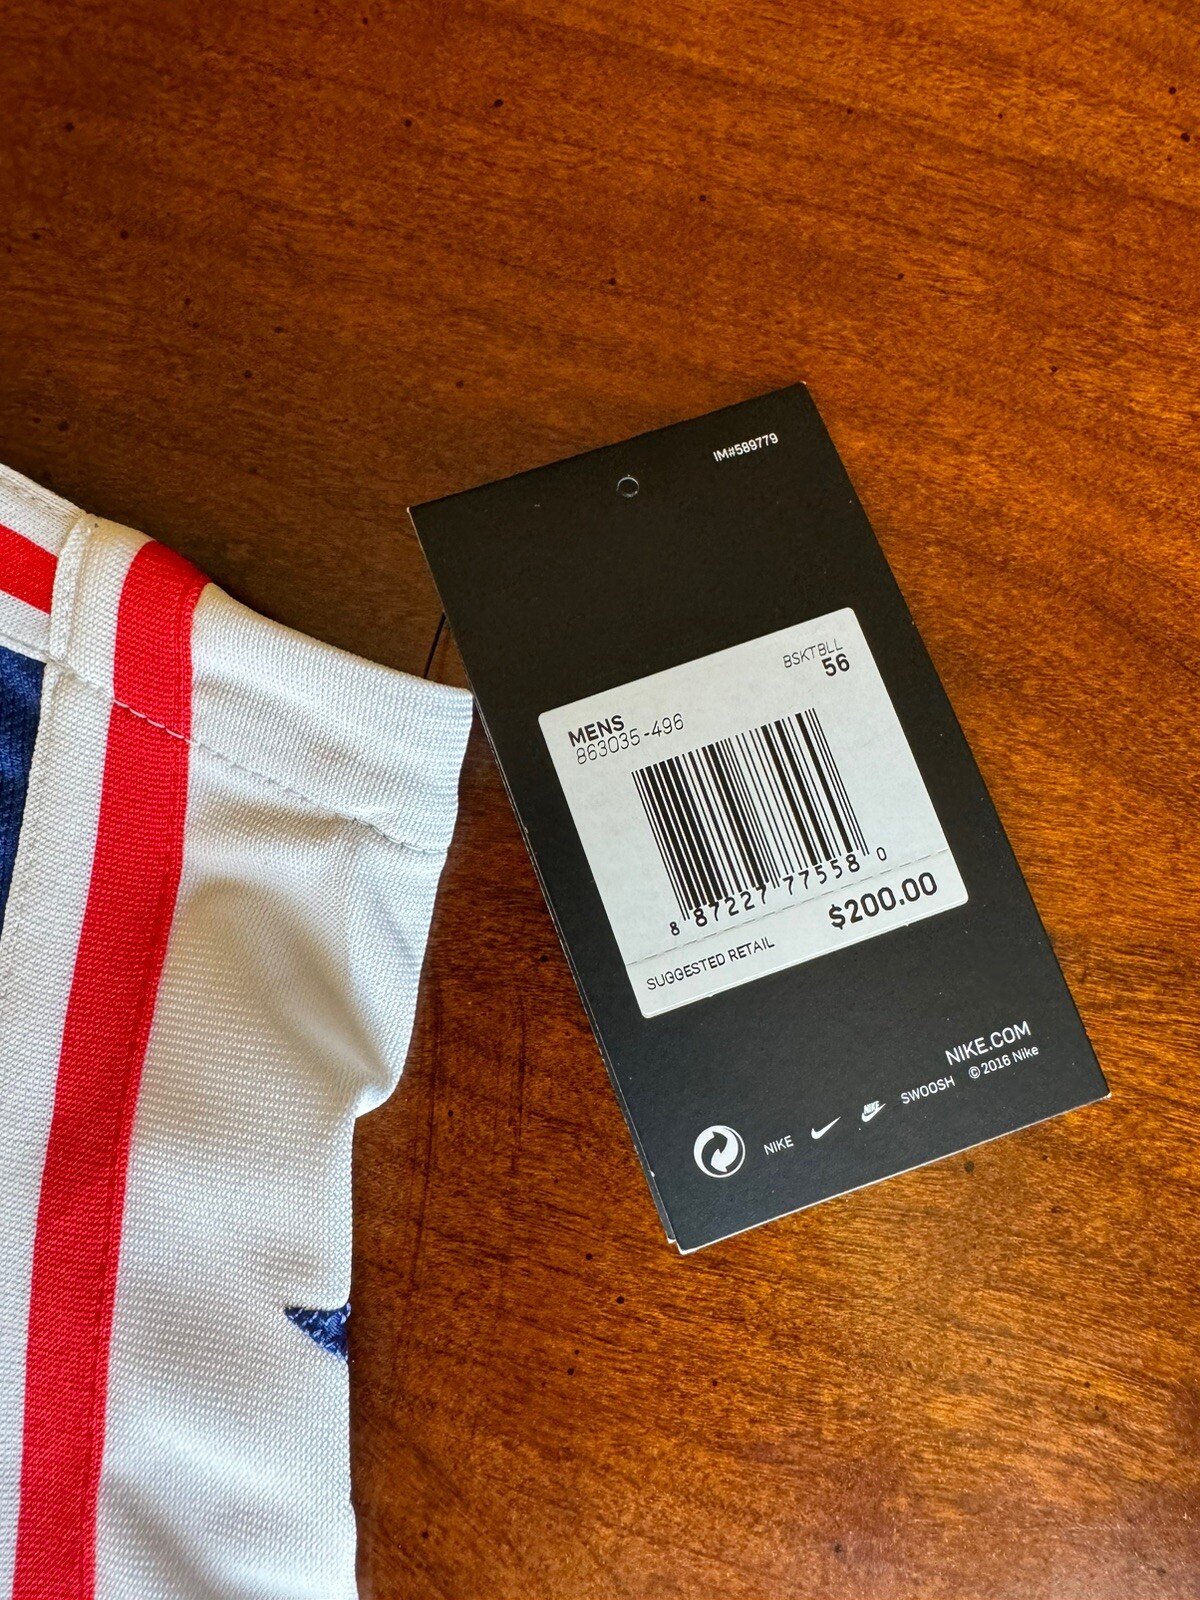 IM#589779
BSKTBLL
56
MENS
863035-496
8 87227 77558 0
SUGGESTED RETAIL $200.00
NIKE.COM
NIKE NIKE SWOOSH © 2016 Nike